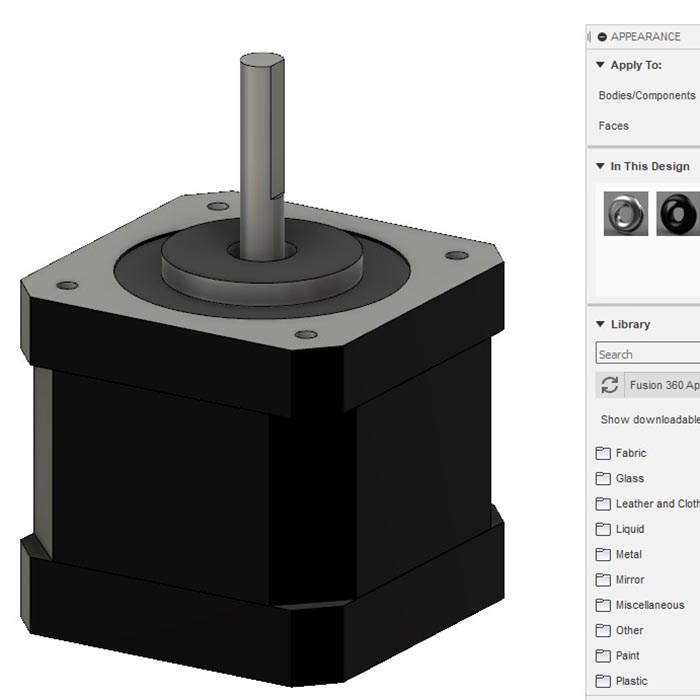 APPEARANCE
Apply To:
Bodies/Components
Faces
In This Design
Library
Search
Fusion 360 Ap
Show downloadable
Fabric
Glass
Leather and Cloth
Liquid
Metal
Mirror
Miscellaneous
Other
Paint
Plastic